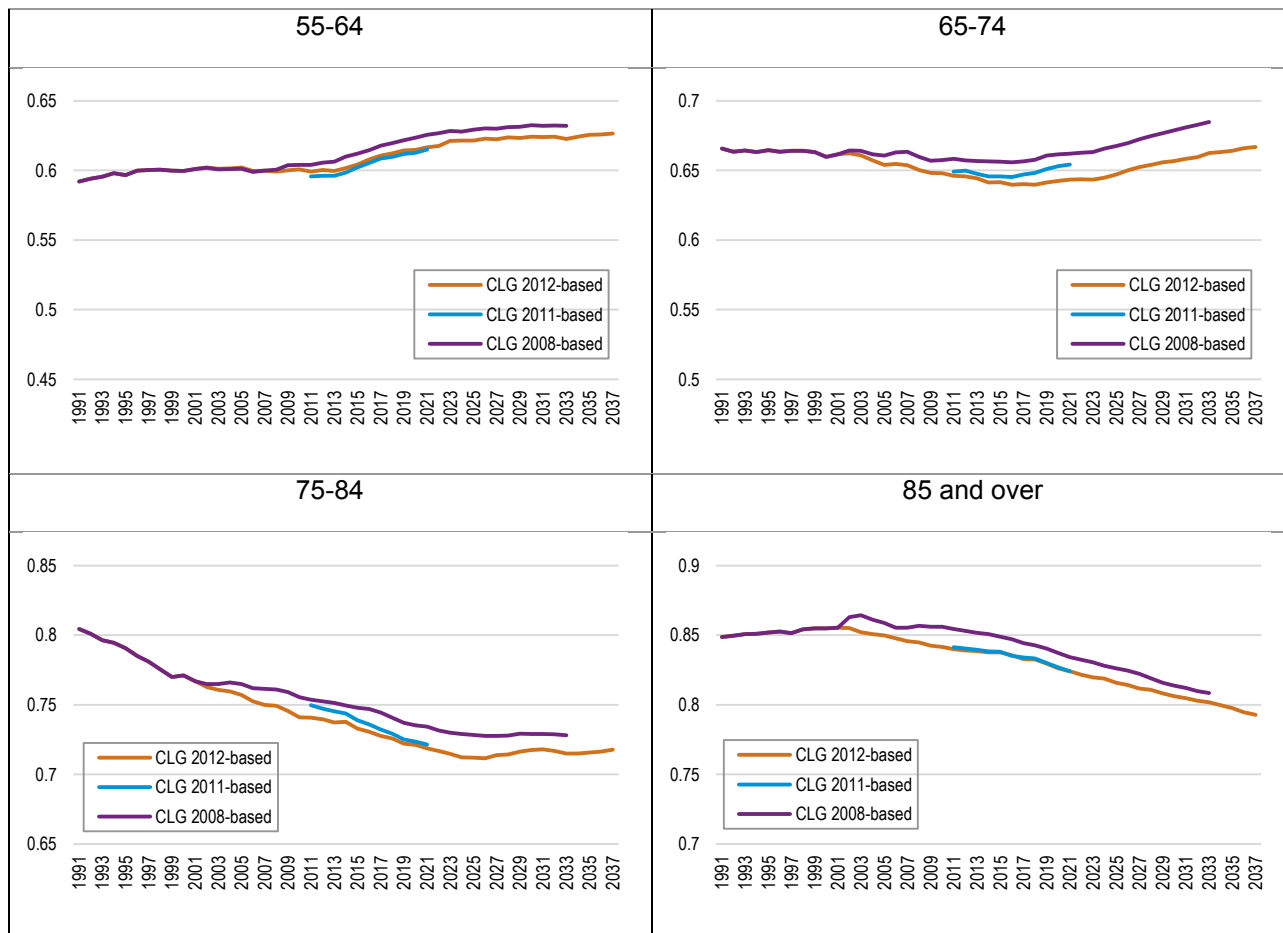 55-64
65-74
0.65
0.6
0.55
0.5
0.45
CLG 2012-based
CLG 2011-based
CLG 2008-based
1991 1993 1995 1997 1999 2001 2003 2005 2007 2009 2011 2013 2015 2017 2019 2021 2023 2025 2027 2029 2031 2033 2035 2037
0.7
0.65
0.6
0.55
0.5
CLG 2012-based
CLG 2011-based
CLG 2008-based
1991 1993 1995 1997 1999 2001 2003 2005 2007 2009 2011 2013 2015 2017 2019 2021 2023 2025 2027 2029 2031 2033 2035 2037
75-84
85 and over
0.85
0.8
0.75
0.7
0.65
CLG 2012-based
CLG 2011-based
CLG 2008-based
1991 1993 1995 1997 1999 2001 2003 2005 2007 2009 2011 2013 2015 2017 2019 2021 2023 2025 2027 2029 2031 2033 2035 2037
0.9
0.85
0.8
0.75
0.7
CLG 2012-based
CLG 2011-based
CLG 2008-based
1991 1993 1995 1997 1999 2001 2003 2005 2007 2009 2011 2013 2015 2017 2019 2021 2023 2025 2027 2029 2031 2033 2035 2037